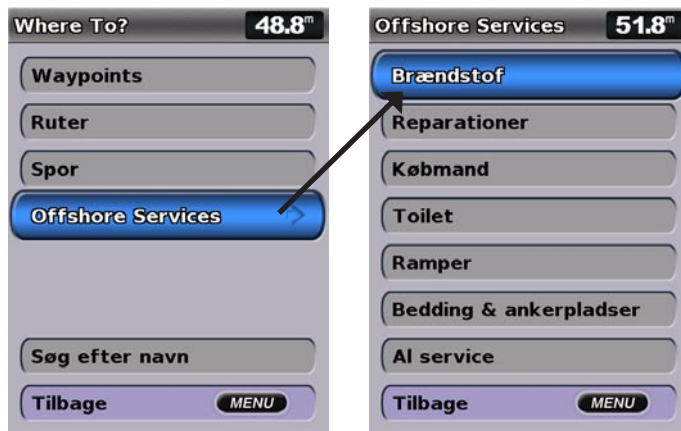 Where To? 48.8m
Waypoints
Ruter
Spor
Offshore Services
Søg efter navn
Tilbage MENU
Offshore Services 51.8m
Brændstof
Reparationer
Købmand
Toilet
Ramper
Bedding & ankerpladser
Al service
Tilbage MENU